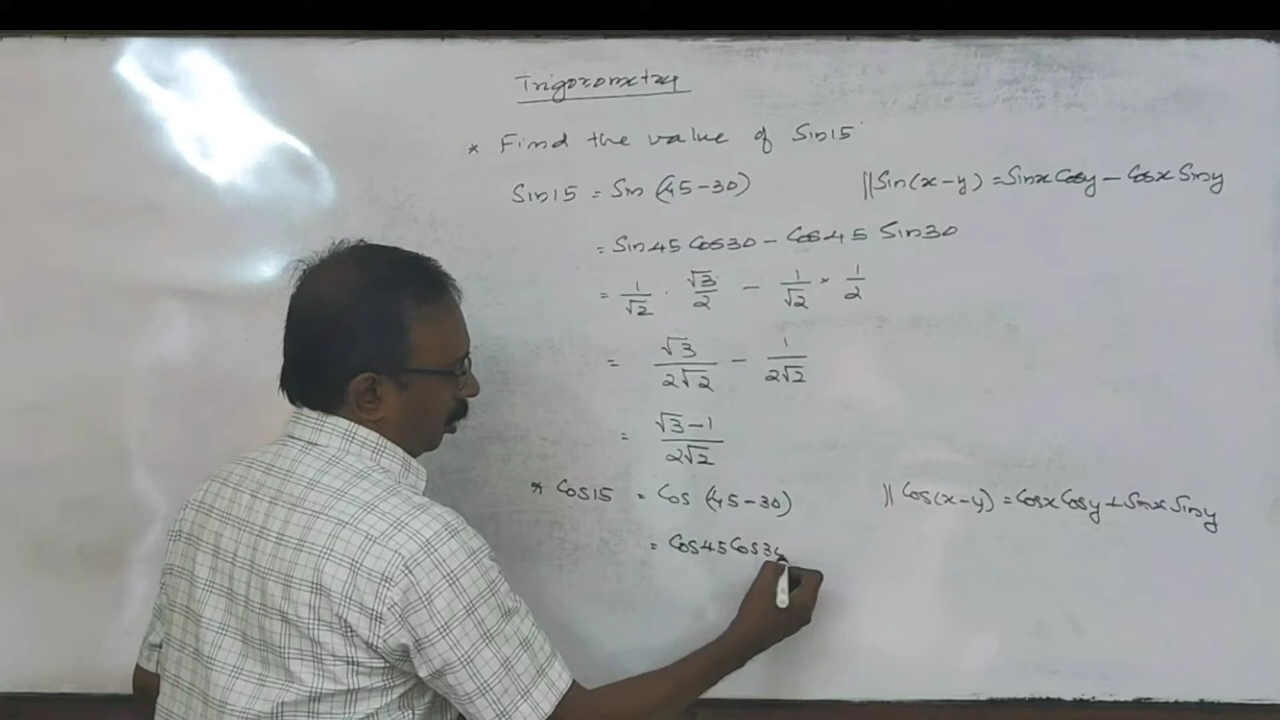 Trigonometry
* Find the value of Sin15
Sin15 = Sin (45-30) ||Sin(x-y) = Sinx Cosy - Cosx Siny
= Sin45 Cos30 - Cos45 Sin30
= 1/√2 . √3/2 - 1/√2 × 1/2
= √3/2√2 - 1/2√2
= √3-1/2√2
* Cos15 = Cos (45-30) || Cos(x-y) = Cosx Cosy + Sinx Siny
= Cos45 Cos3